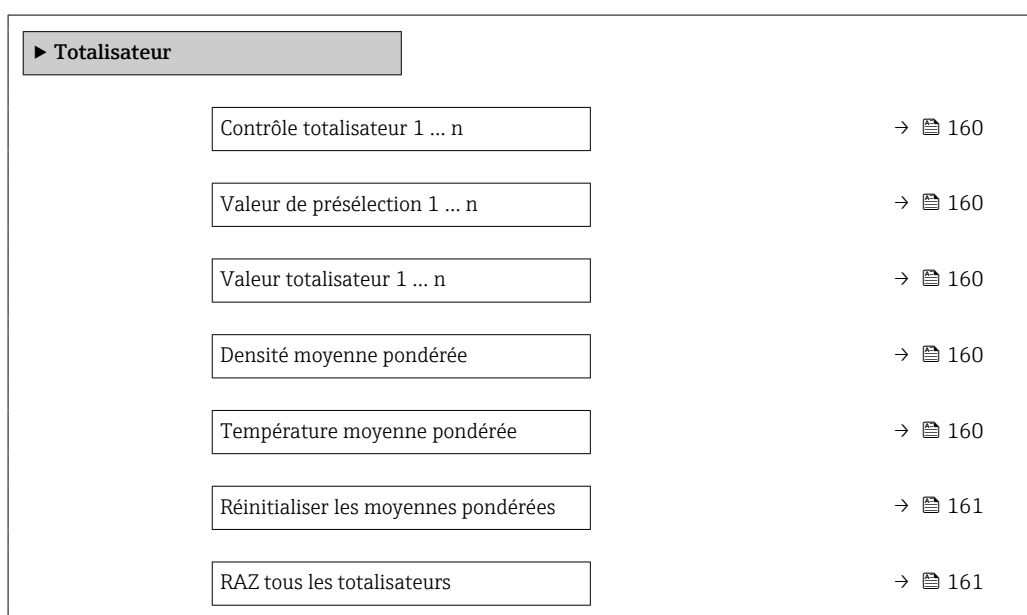 ▶ Totalisateur
Contrôle totalisateur 1 … n → 160
Valeur de présélection 1 … n → 160
Valeur totalisateur 1 … n → 160
Densité moyenne pondérée → 160
Température moyenne pondérée → 160
Réinitialiser les moyennes pondérées → 161
RAZ tous les totalisateurs → 161